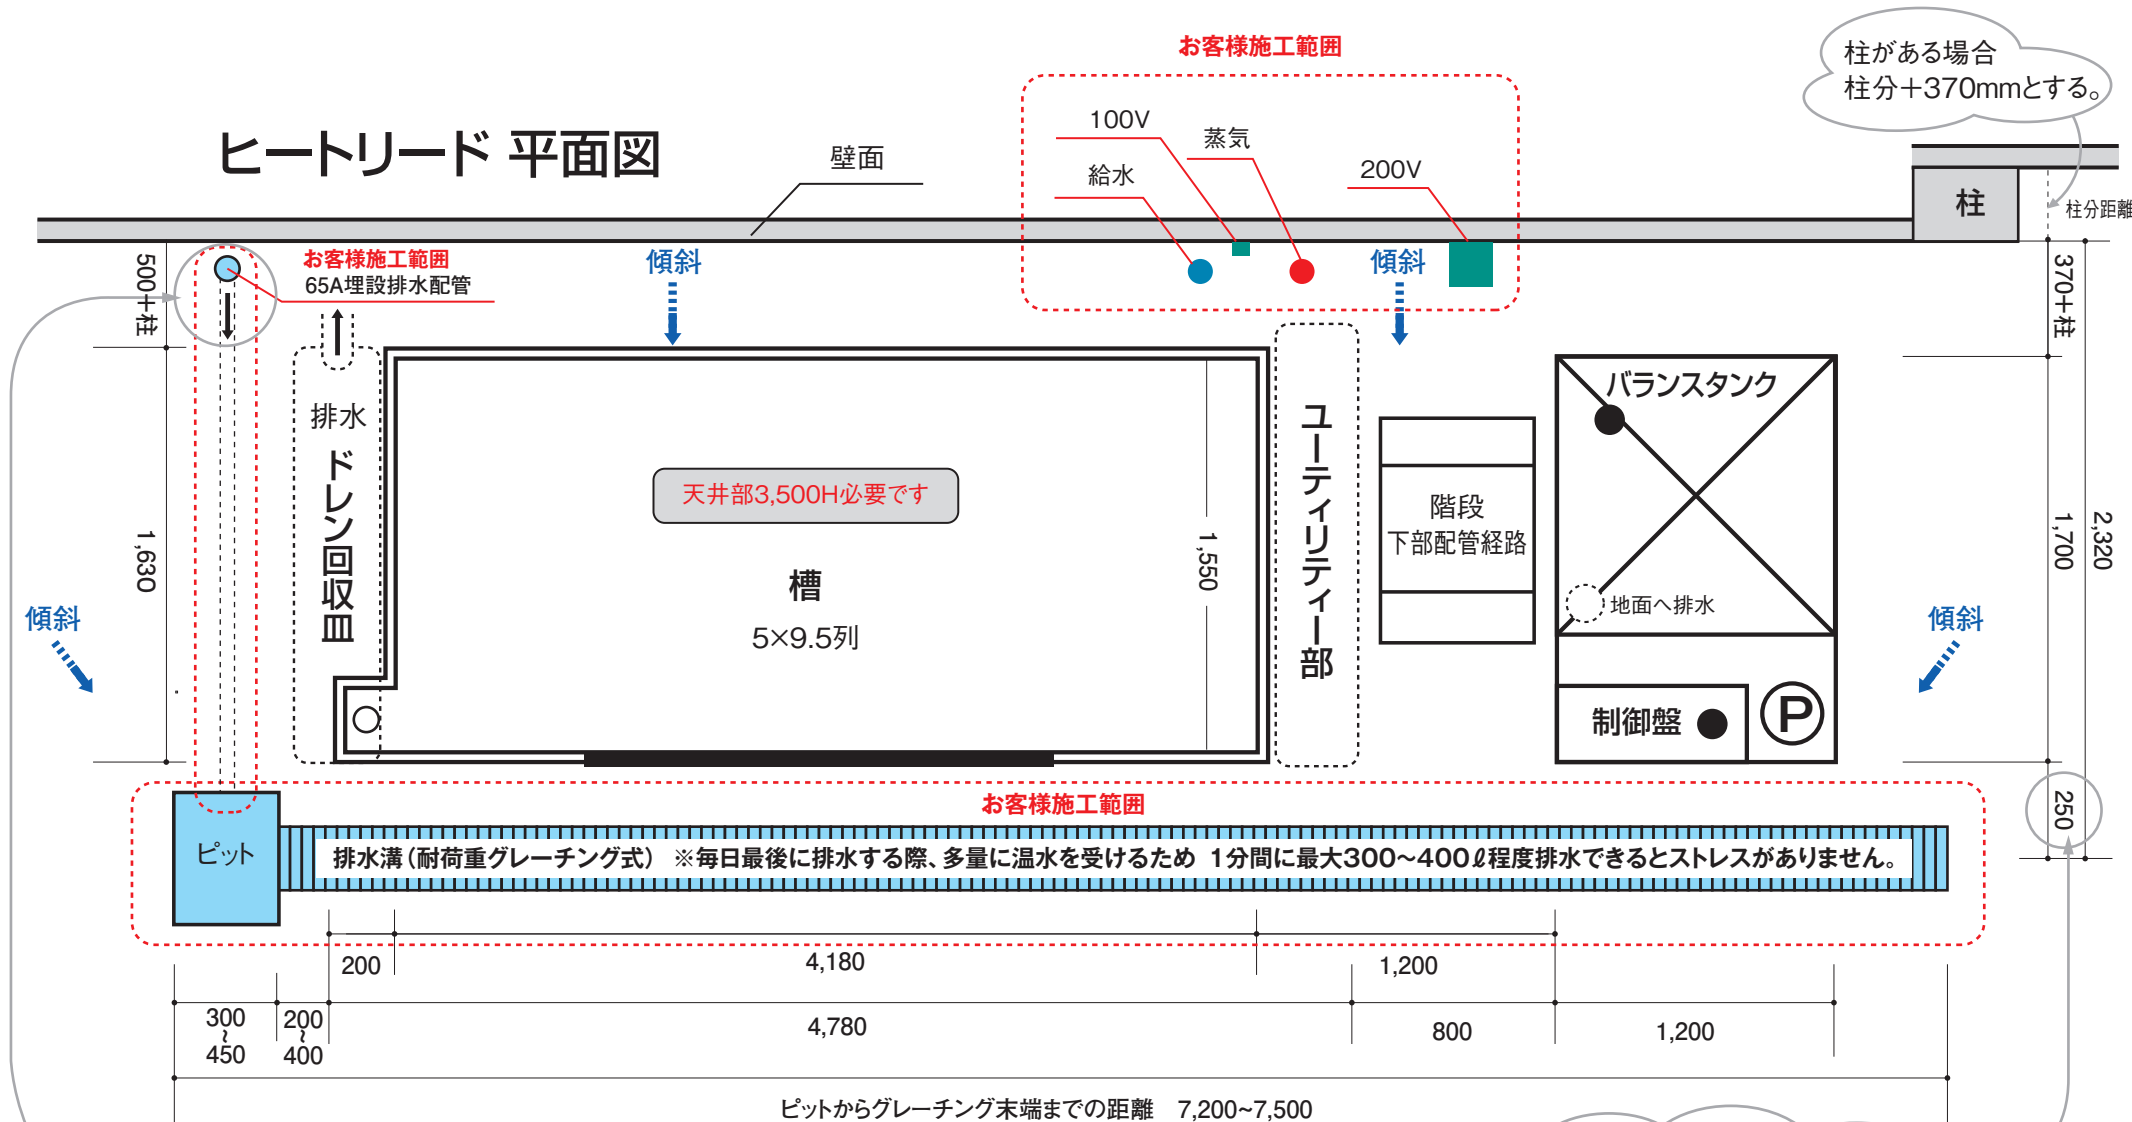 お客様施工範囲
柱がある場合
柱分＋370mmとする。
ヒートリード 平面図
壁面
100V
蒸気
給水
200V
柱
柱分距離
お客様施工範囲
65A埋設排水配管
傾斜
傾斜
500＋柱
370＋柱
排水
ドレン回収皿
バランスタンク
天井部3,500H必要です
ユーティリティー部
階段
下部配管経路
1,630
1,550
1,700
2,320
槽
5×9.5列
地面へ排水
傾斜
傾斜
制御盤
P
お客様施工範囲
250
ピット
排水溝（耐荷重グレーチング式） ※毎日最後に排水する際、多量に温水を受けるため 1分間に最大300〜400ℓ程度排水できるとストレスがありません。
200
4,180
1,200
300〜450
200〜400
4,780
800
1,200
ピットからグレーチング末端までの距離 7,200~7,500